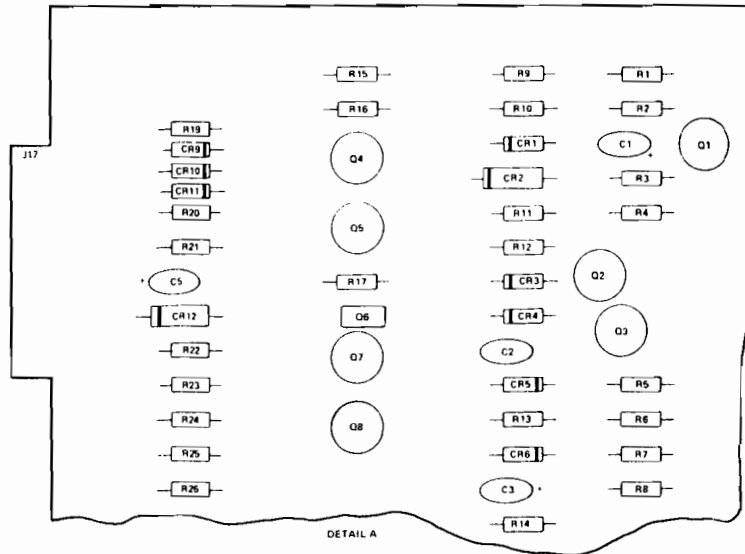 R15 R9 R1
R16 R10 R2
R19
J17 CR9 Q4 CR1 C1 Q1
+
CR10 CR2 R3
CR11
R20 R11 R4
Q5
R21 R12
+ C5 R17 CR3 Q2
CR12 Q6 CR4
Q3
R22 Q7 C2
R23 CR5 R5
R24 Q8 R13 R6
R25 CR6 R7
R26 C3 + R8
R14
DETAIL A